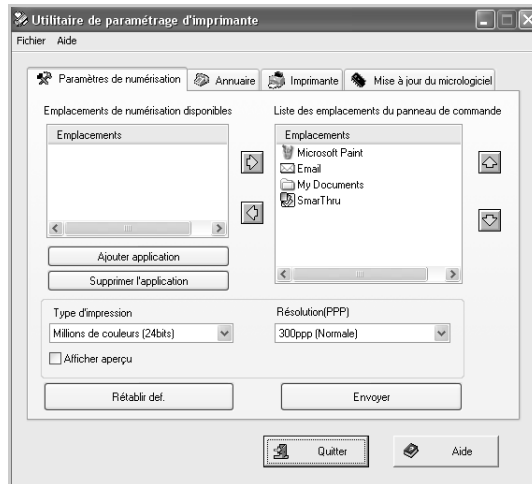 Utilitaire de paramétrage d'imprimante
Fichier Aide
Paramètres de numérisation Annuaire Imprimante Mise à jour du micrologiciel
Emplacements de numérisation disponibles Liste des emplacements du panneau de commande
Emplacements Emplacements
Microsoft Paint
Email
My Documents
SmarThru
Ajouter application
Supprimer l'application
Type d'impression Résolution(PPP)
Millions de couleurs (24bits) 300ppp (Normale)
Afficher aperçu
Rétablir def. Envoyer
Quitter Aide